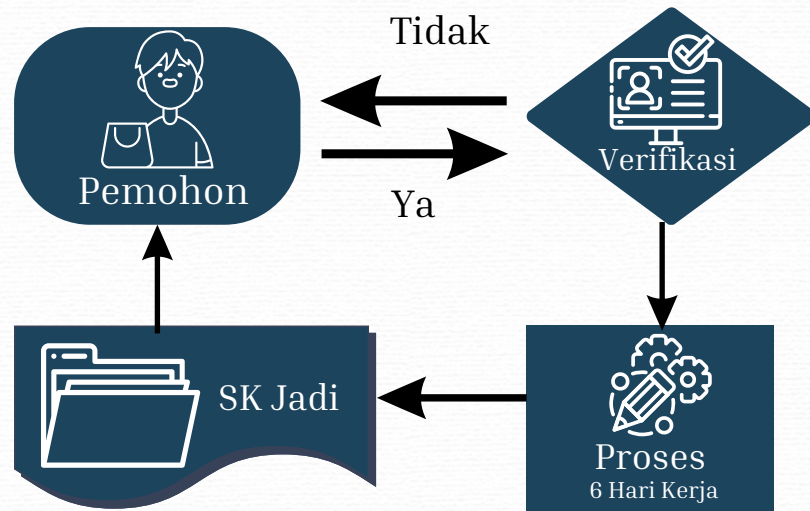 Tidak
Pemohon
Verifikasi
Ya
SK Jadi
Proses
6 Hari Kerja